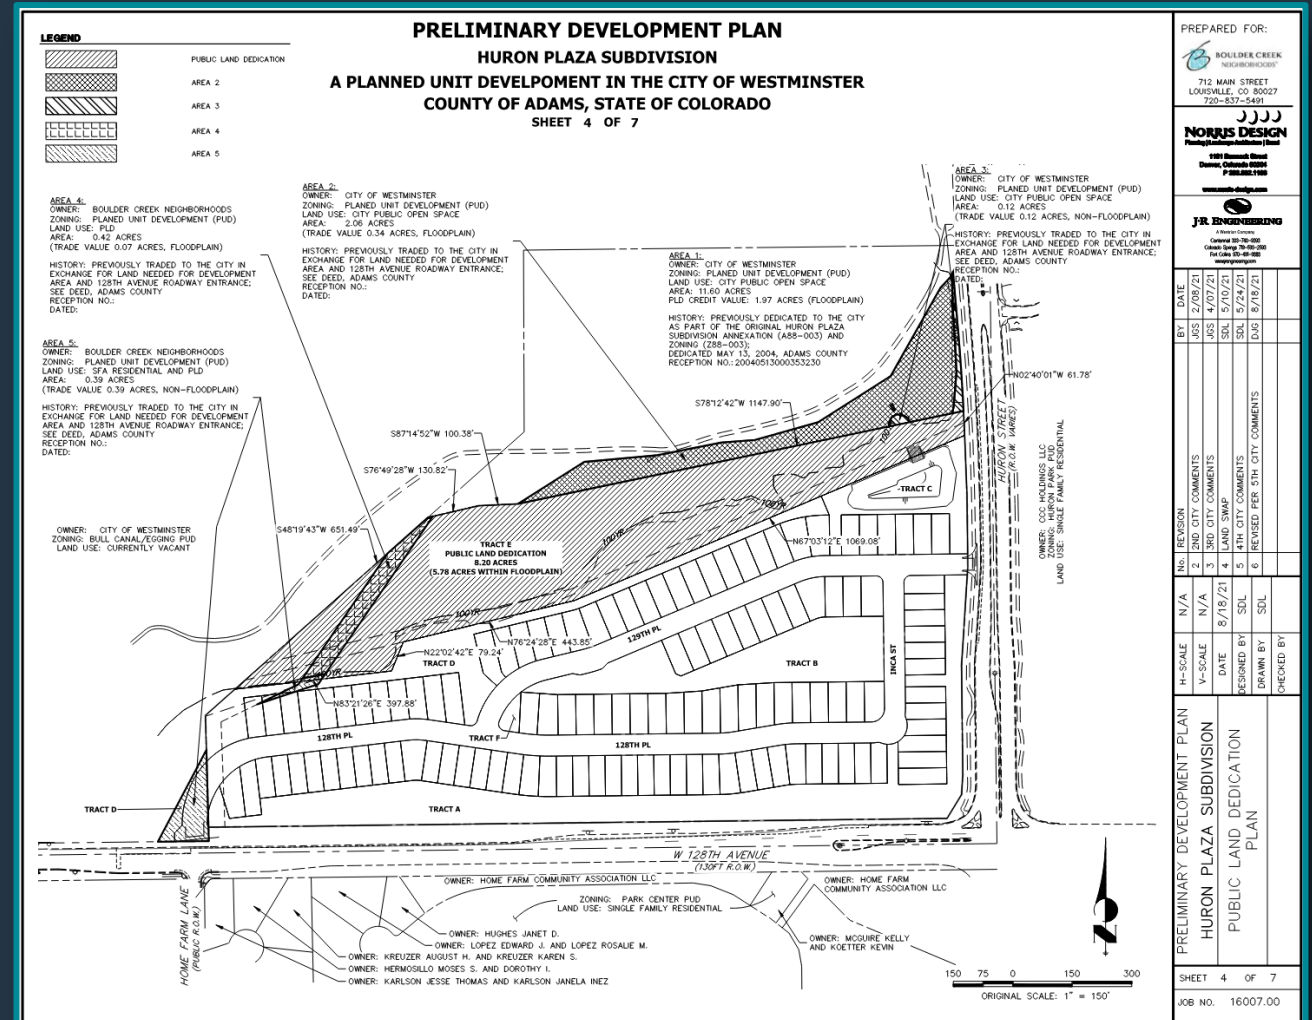 LEGEND
PUBLIC LAND DEDICATION
AREA 2
AREA 3
AREA 4
AREA 5
PRELIMINARY DEVELOPMENT PLAN
HURON PLAZA SUBDIVISION
A PLANNED UNIT DEVELPOMENT IN THE CITY OF WESTMINSTER
COUNTY OF ADAMS, STATE OF COLORADO
SHEET 4 OF 7
AREA 4:
OWNER: BOULDER CREEK NEIGHBORHOODS
ZONING: PLANED UNIT DEVELOPMENT (PUD)
LAND USE: PLD
AREA: 0.42 ACRES
(TRADE VALUE 0.07 ACRES, FLOODPLAIN)
HISTORY: PREVIOUSLY TRADED TO THE CITY IN
EXCHANGE FOR LAND NEEDED FOR DEVELOPMENT
AREA AND 128TH AVENUE ROADWAY ENTRANCE;
SEE DEED, ADAMS COUNTY
RECEPTION NO.:
DATED:
AREA 2:
OWNER: CITY OF WESTMINSTER
ZONING: PLANED UNIT DEVELOPMENT (PUD)
LAND USE: CITY PUBLIC OPEN SPACE
AREA: 2.06 ACRES
(TRADE VALUE 0.34 ACRES, FLOODPLAIN)
HISTORY: PREVIOUSLY TRADED TO THE CITY IN
EXCHANGE FOR LAND NEEDED FOR DEVELOPMENT
AREA AND 128TH AVENUE ROADWAY ENTRANCE;
SEE DEED, ADAMS COUNTY
RECEPTION NO.:
DATED:
AREA 1:
OWNER: CITY OF WESTMINSTER
ZONING: PLANED UNIT DEVELOPMENT (PUD)
LAND USE: CITY PUBLIC OPEN SPACE
AREA: 11.60 ACRES
PLD CREDIT VALUE: 1.97 ACRES (FLOODPLAIN)
HISTORY: PREVIOUSLY DEDICATED TO THE CITY
AS PART OF THE ORIGINAL HURON PLAZA
SUBDIVISION ANNEXATION (A88-003) AND
ZONING (Z88-003);
DEDICATED MAY 13, 2004, ADAMS COUNTY
RECEPTION NO.: 20040513000353230
AREA 3:
OWNER: CITY OF WESTMINSTER
ZONING: PLANED UNIT DEVELOPMENT (PUD)
LAND USE: CITY PUBLIC OPEN SPACE
AREA: 0.12 ACRES
(TRADE VALUE 0.12 ACRES, NON-FLOODPLAIN)
HISTORY: PREVIOUSLY TRADED TO THE CITY IN
EXCHANGE FOR LAND NEEDED FOR DEVELOPMENT
AREA AND 128TH AVENUE ROADWAY ENTRANCE;
SEE DEED, ADAMS COUNTY
RECEPTION NO.:
DATED:
AREA 5:
OWNER: BOULDER CREEK NEIGHBORHOODS
ZONING: PLANED UNIT DEVELOPMENT (PUD)
LAND USE: SFA RESIDENTIAL AND PLD
AREA: 0.39 ACRES
(TRADE VALUE 0.39 ACRES, NON-FLOODPLAIN)
HISTORY: PREVIOUSLY TRADED TO THE CITY IN
EXCHANGE FOR LAND NEEDED FOR DEVELOPMENT
AREA AND 128TH AVENUE ROADWAY ENTRANCE;
SEE DEED, ADAMS COUNTY
RECEPTION NO.:
DATED:
OWNER: CITY OF WESTMINSTER
ZONING: BULL CANAL/EGGING PUD
LAND USE: CURRENTLY VACANT
N02°40'01"W 61.78'
S78°12'42"W 1147.90'
S87°14'52"W 100.38'
S76°49'28"W 130.82'
S48°19'43"W 651.49'
TRACT E
PUBLIC LAND DEDICATION
8.20 ACRES
(5.78 ACRES WITHIN FLOODPLAIN)
100YR
100YR
100YR
TRACT C
N67°03'12"E 1069.08'
N76°24'28"E 443.85'
N22°02'42"E 79.24'
TRACT D
N83°21'26"E 397.88'
129TH PL
TRACT B
INCA ST
128TH PL
TRACT F
128TH PL
TRACT D
TRACT A
HURON STREET
(R.O.W. VARIES)
OWNER: CCC HOLDINGS LLC
ZONING: HURON PARK PUD
LAND USE: SINGLE FAMILY RESIDENTIAL
W 128TH AVENUE
(130FT R.O.W.)
HOME FARM LANE
(PUBLIC R.O.W.)
OWNER: HOME FARM COMMUNITY ASSOCIATION LLC
ZONING: PARK CENTER PUD
LAND USE: SINGLE FAMILY RESIDENTIAL
OWNER: HOME FARM
COMMUNITY ASSOCIATION LLC
OWNER: HUGHES JANET D.
OWNER: LOPEZ EDWARD J. AND LOPEZ ROSALIE M.
OWNER: KREUZER AUGUST H. AND KREUZER KAREN S.
OWNER: HERMOSILLO MOSES S. AND DOROTHY I.
OWNER: KARLSON JESSE THOMAS AND KARLSON JANELA INEZ
OWNER: MCGUIRE KELLY
AND KOETTER KEVIN
150 75 0 150 300
ORIGINAL SCALE: 1" = 150'
PREPARED FOR:
BOULDER CREEK
NEIGHBORHOODS
712 MAIN STREET
LOUISVILLE, CO 80027
720-837-5491
NORRIS DESIGN
Planning | Landscape Architecture | Brand
1101 Bannock Street
Denver, Colorado 80204
P 303.892.1166
www.norris-design.com
J·R ENGINEERING
A Westrian Company
No. REVISION BY DATE
2 2ND CITY COMMENTS JGS 2/08/21
3 3RD CITY COMMENTS JGS 4/07/21
4 LAND SWAP SDL 5/10/21
5 4TH CITY COMMENTS SDL 5/24/21
6 REVISED PER 5TH CITY COMMENTS DJG 8/18/21
H-SCALE N/A
V-SCALE N/A
DATE 8/18/21
DESIGNED BY SDL
DRAWN BY SDL
CHECKED BY
PRELIMINARY DEVELOPMENT PLAN
HURON PLAZA SUBDIVISION
PUBLIC LAND DEDICATION
PLAN
SHEET 4 OF 7
JOB NO. 16007.00